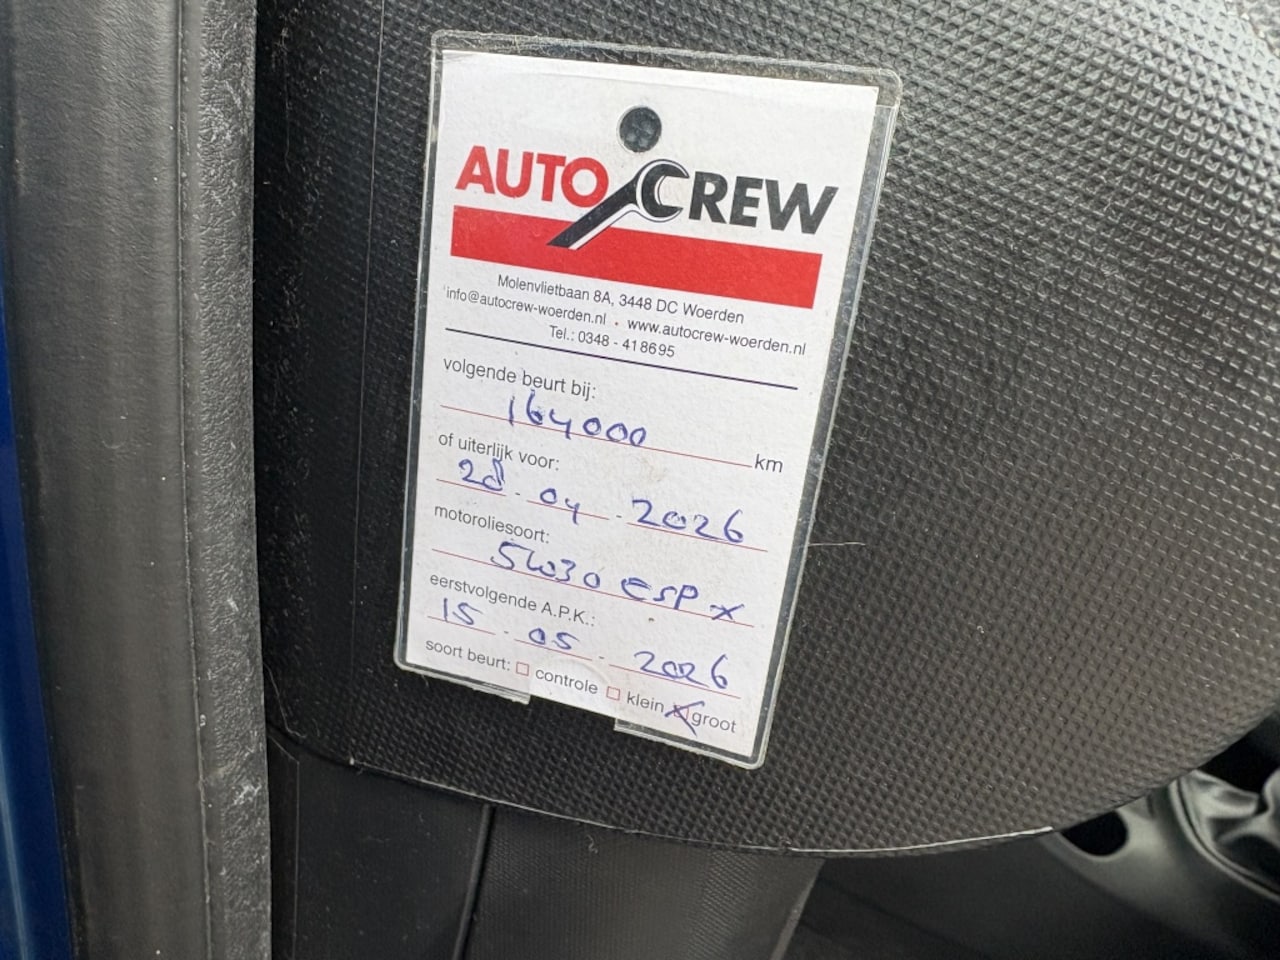 AUTO CREW
Molenvlietbaan 8A, 3448 DC Woerden
info@autocrew-woerden.nl . www.autocrew-woerden.nl
Tel.: 0348 - 418695
volgende beurt bij:
164000 km
of uiterlijk voor:
28 - 04 - 2026
motoroliesoort:
5W30 ESP x
eerstvolgende A.P.K.:
15 - 05 - 2026
soort beurt: ☐ controle ☐ klein ☒ groot